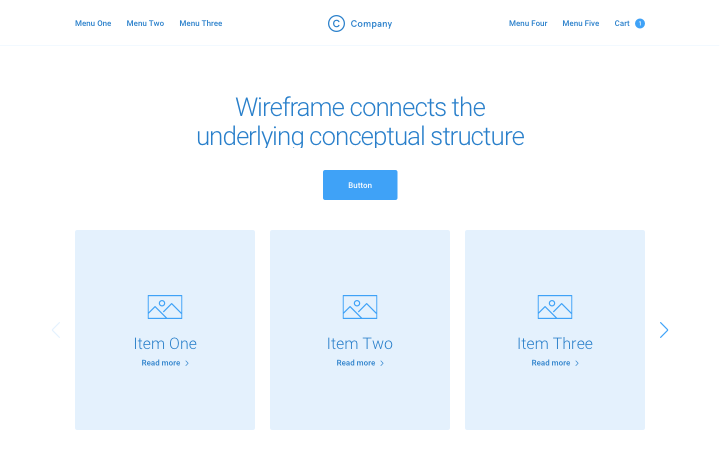 Menu One Menu Two Menu Three C Company Menu Four Menu Five Cart 1
Wireframe connects the
underlying conceptual structure
Button
Item One Item Two Item Three
Read more Read more Read more